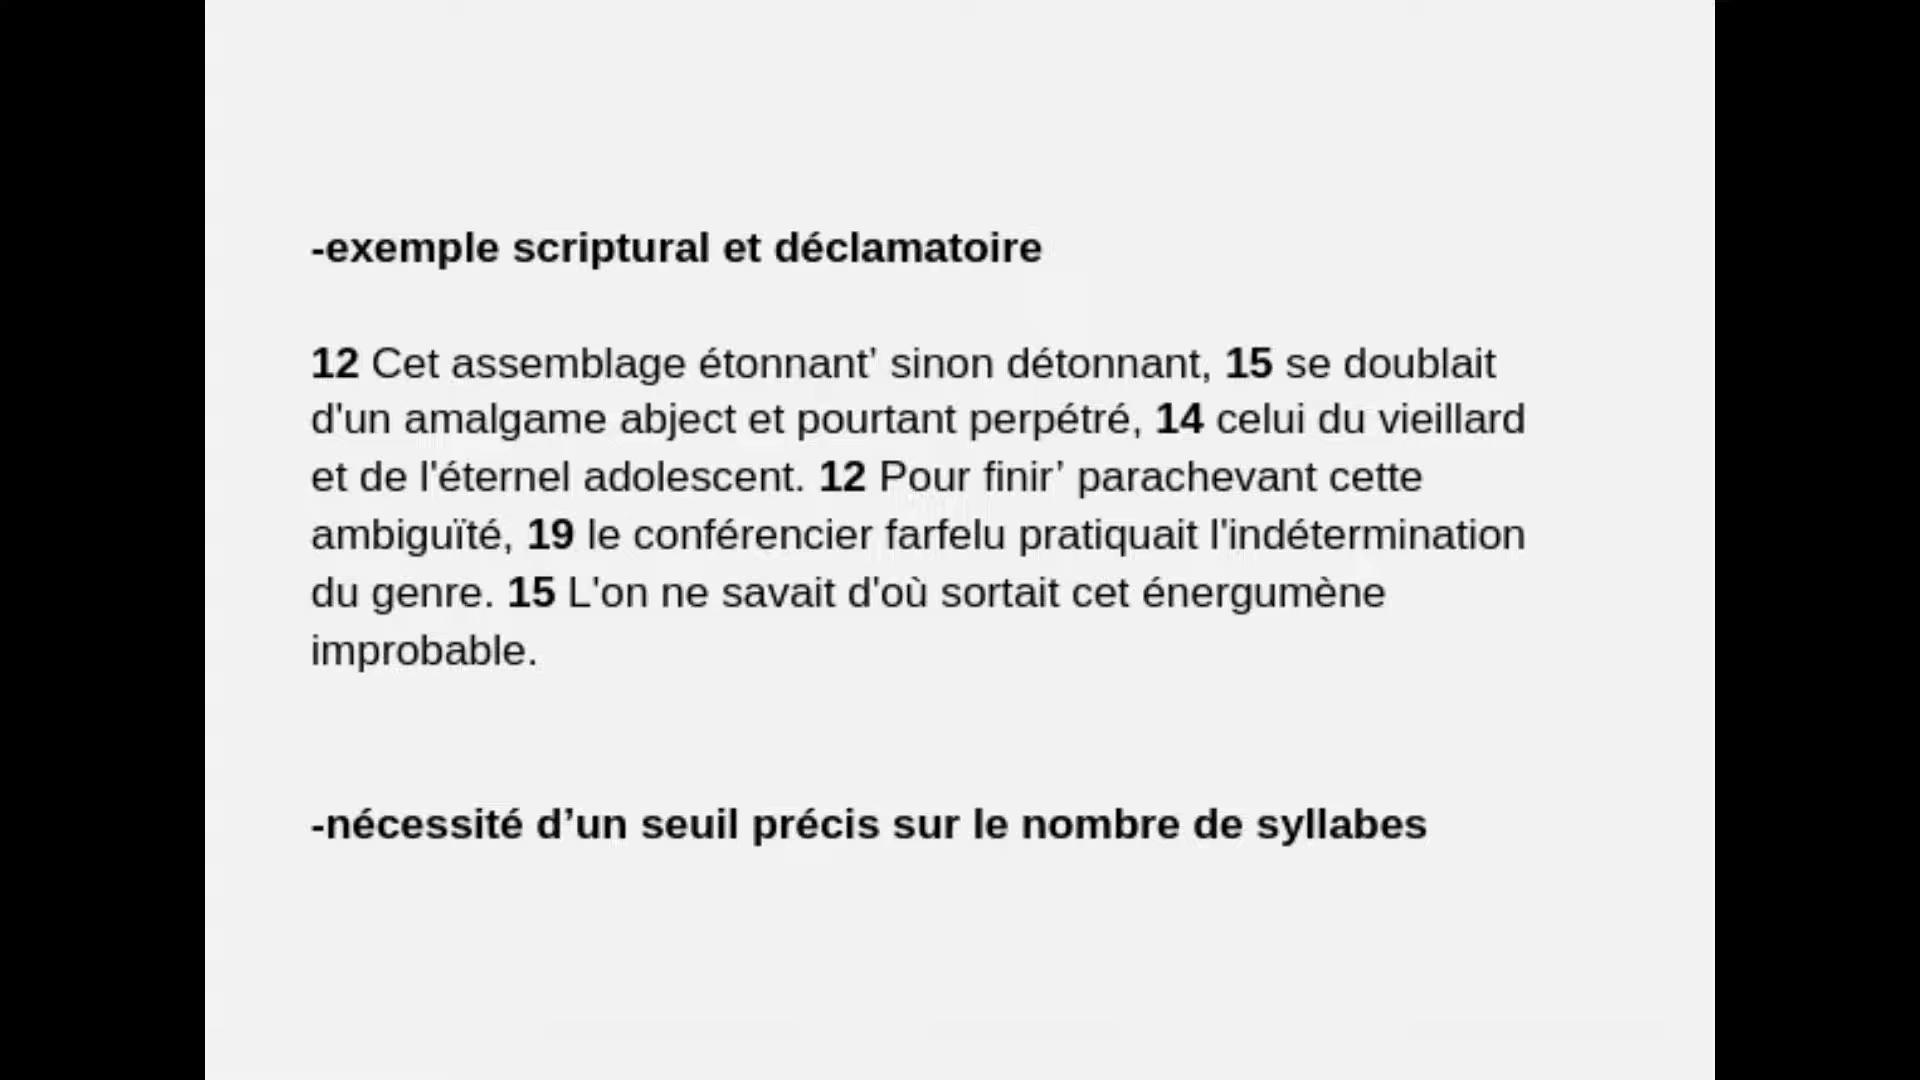 -exemple scriptural et déclamatoire
12 Cet assemblage étonnant’ sinon détonnant, 15 se doublait
d'un amalgame abject et pourtant perpétré, 14 celui du vieillard
et de l'éternel adolescent. 12 Pour finir’ parachevant cette
ambiguïté, 19 le conférencier farfelu pratiquait l'indétermination
du genre. 15 L'on ne savait d'où sortait cet énergumène
improbable.
-nécessité d’un seuil précis sur le nombre de syllabes